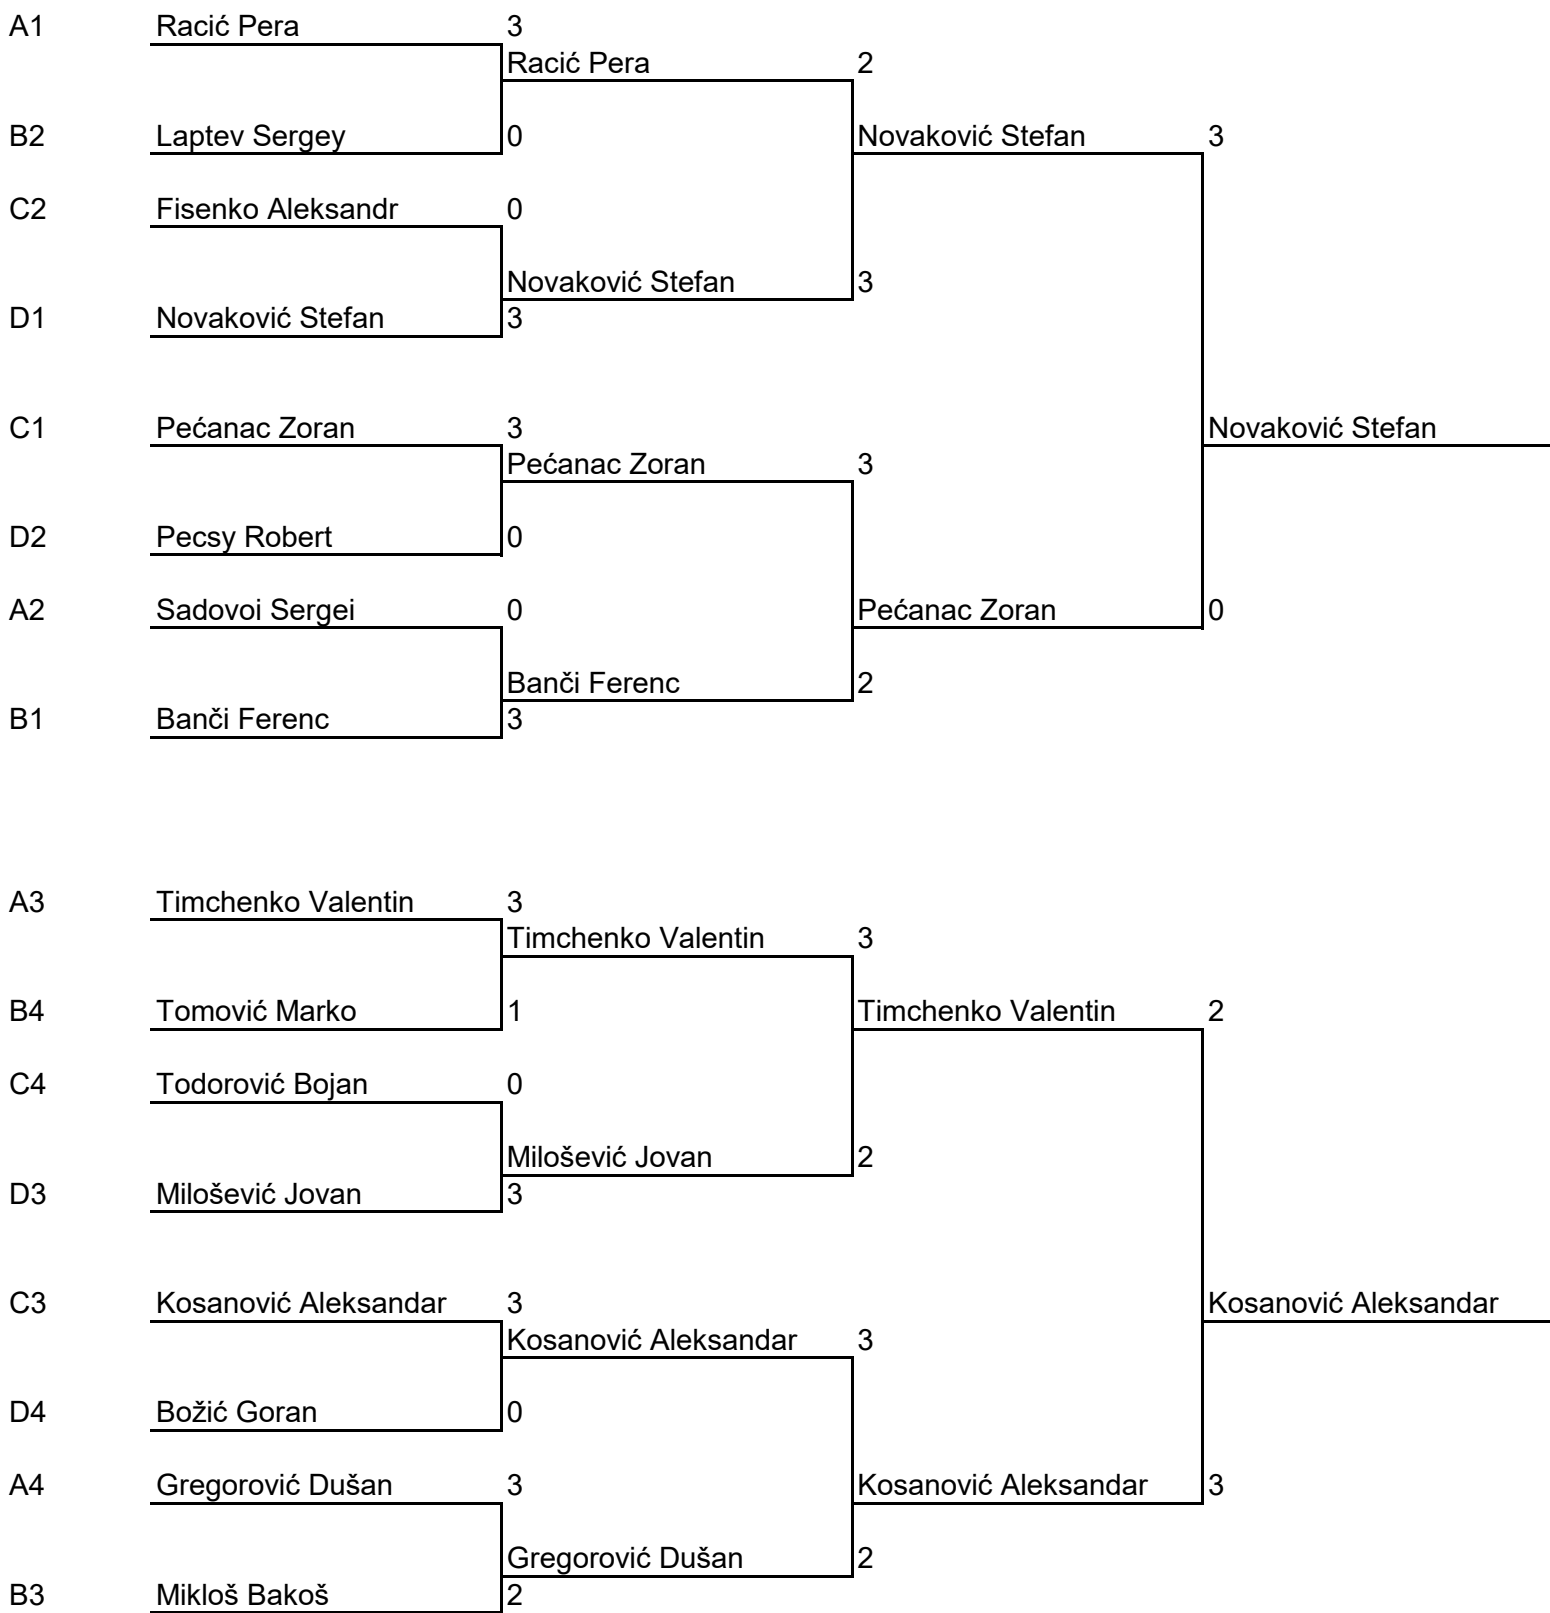 A1 Racić Pera 3
Racić Pera 2
B2 Laptev Sergey 0 Novaković Stefan 3
C2 Fisenko Aleksandr 0
Novaković Stefan 3
D1 Novaković Stefan 3
C1 Pećanac Zoran 3 Novaković Stefan
Pećanac Zoran 3
D2 Pecsy Robert 0
A2 Sadovoi Sergei 0 Pećanac Zoran 0
Banči Ferenc 2
B1 Banči Ferenc 3
A3 Timchenko Valentin 3
Timchenko Valentin 3
B4 Tomović Marko 1 Timchenko Valentin 2
C4 Todorović Bojan 0
Milošević Jovan 2
D3 Milošević Jovan 3
C3 Kosanović Aleksandar 3 Kosanović Aleksandar
Kosanović Aleksandar 3
D4 Božić Goran 0
A4 Gregorović Dušan 3 Kosanović Aleksandar 3
Gregorović Dušan 2
B3 Mikloš Bakoš 2